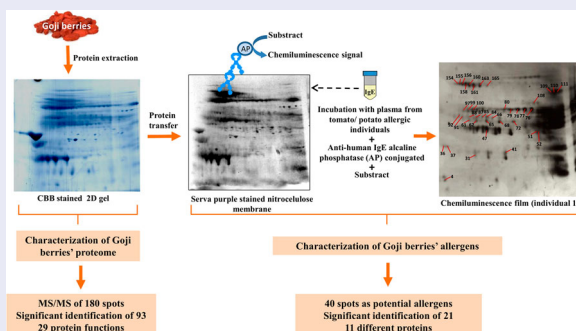 Goji berries
Protein extraction
CBB stained 2D gel
Protein
transfer
AP
Substract
Chemiluminescence signal
Serva purple stained nitrocelulose
membrane
IgE
Incubation with plasma from
tomato/ potato allergic
individuals
+
Anti-human IgE alcaline
phosphatase (AP) conjugated
+
Substract
Chemiluminescence film (individual 1
Characterization of Goji
berries' proteome
MS/MS of 180 spots
Significant identification of 93
29 protein functions
Characterization of Goji berries' allergens
40 spots as potential allergens
Significant identification of 21
11 different proteins